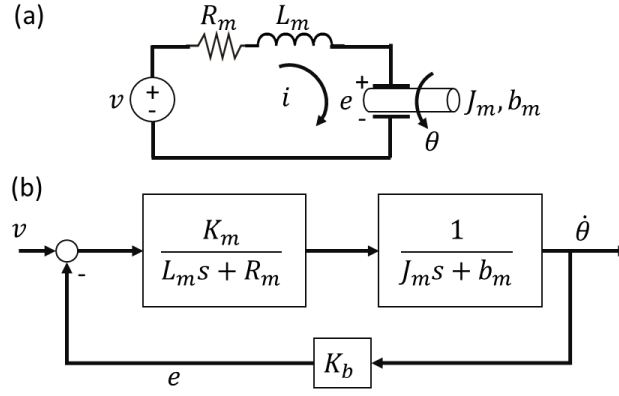 (a)
R_m L_m
v + - i + e - J_m, b_m
θ
(b)
v - K_m / (L_m s + R_m) 1 / (J_m s + b_m) θ̇
K_b
e